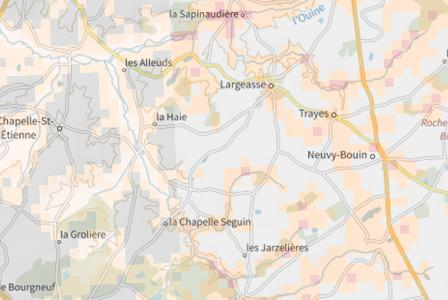 la Sapinaudière
l'Ouine
les Alleuds
Largeasse
Trayes
la Haie
Chapelle-St-
Étienne
Roche
Neuvy-Bouin
la Chapelle Seguin
la Grolière
les Jarzelières
e Bourgneuf